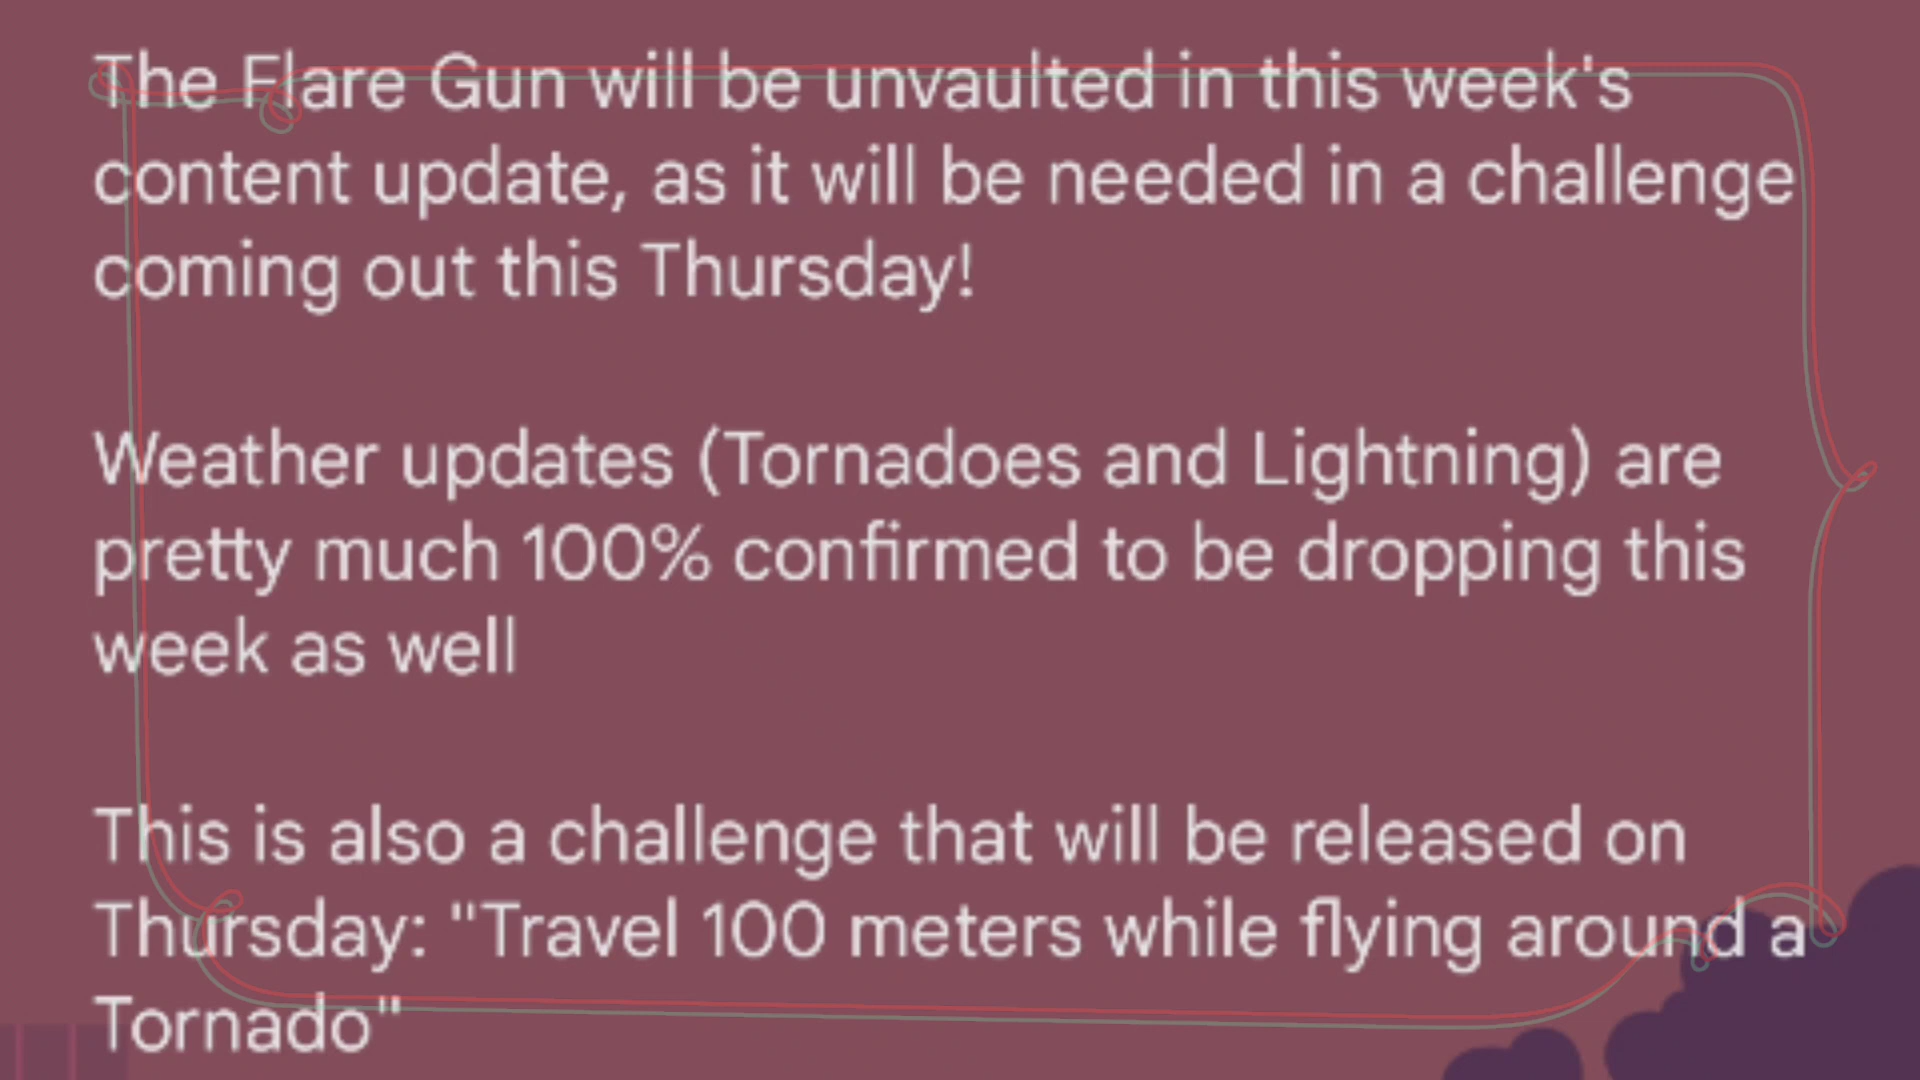 The Flare Gun will be unvaulted in this week's
content update, as it will be needed in a challenge
coming out this Thursday!
Weather updates (Tornadoes and Lightning) are
pretty much 100% confirmed to be dropping this
week as well
This is also a challenge that will be released on
Thursday: "Travel 100 meters while flying around a
Tornado"